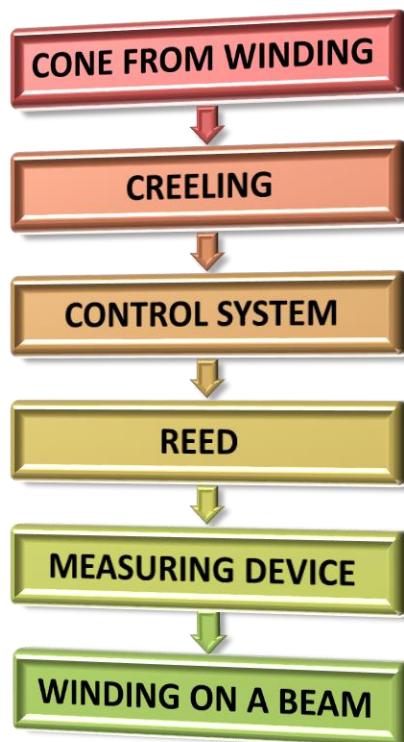 CONE FROM WINDING
CREELING
CONTROL SYSTEM
REED
MEASURING DEVICE
WINDING ON A BEAM